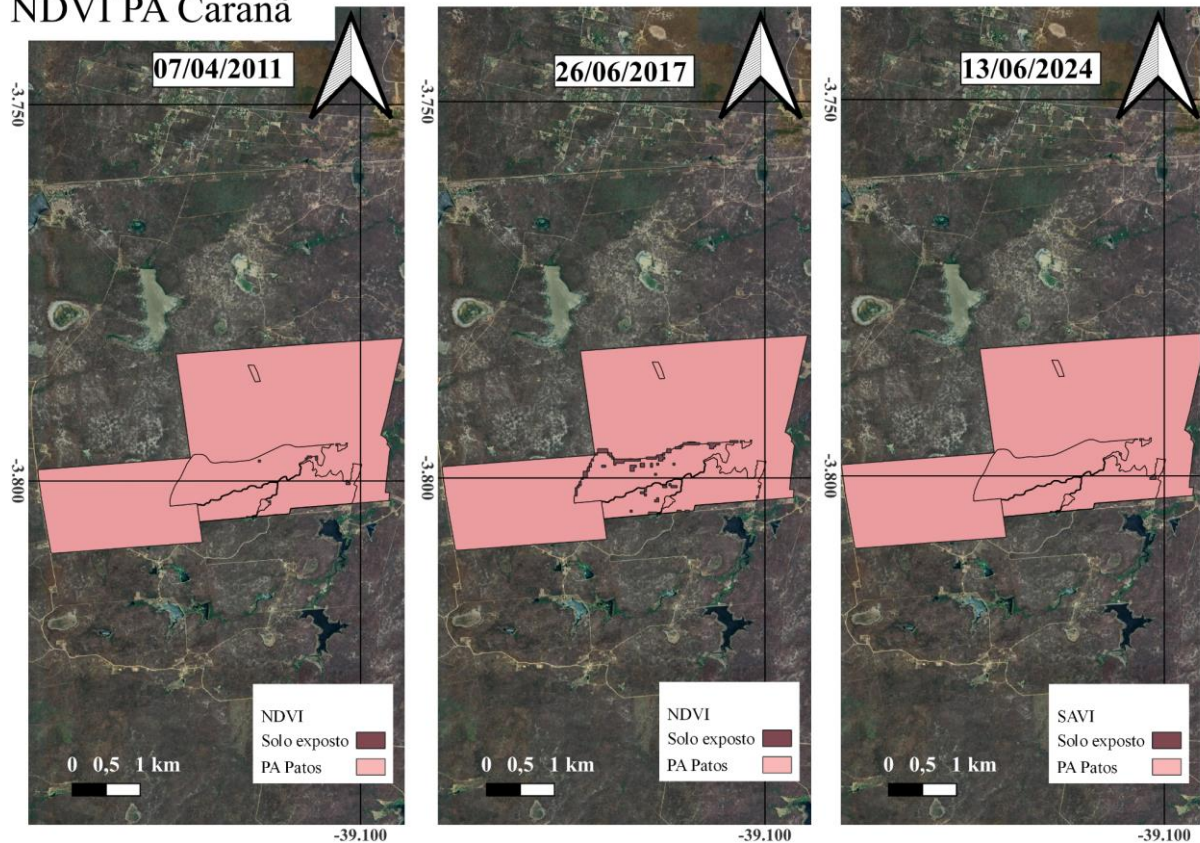 NDVI PA Caranã
07/04/2011
-3.750
-3.800
NDVI
Solo exposto
PA Patos
0 0,5 1 km
-39.100
26/06/2017
-3.750
-3.800
NDVI
Solo exposto
PA Patos
0 0,5 1 km
-39.100
13/06/2024
-3.750
-3.800
SAVI
Solo exposto
PA Patos
0 0,5 1 km
-39.100